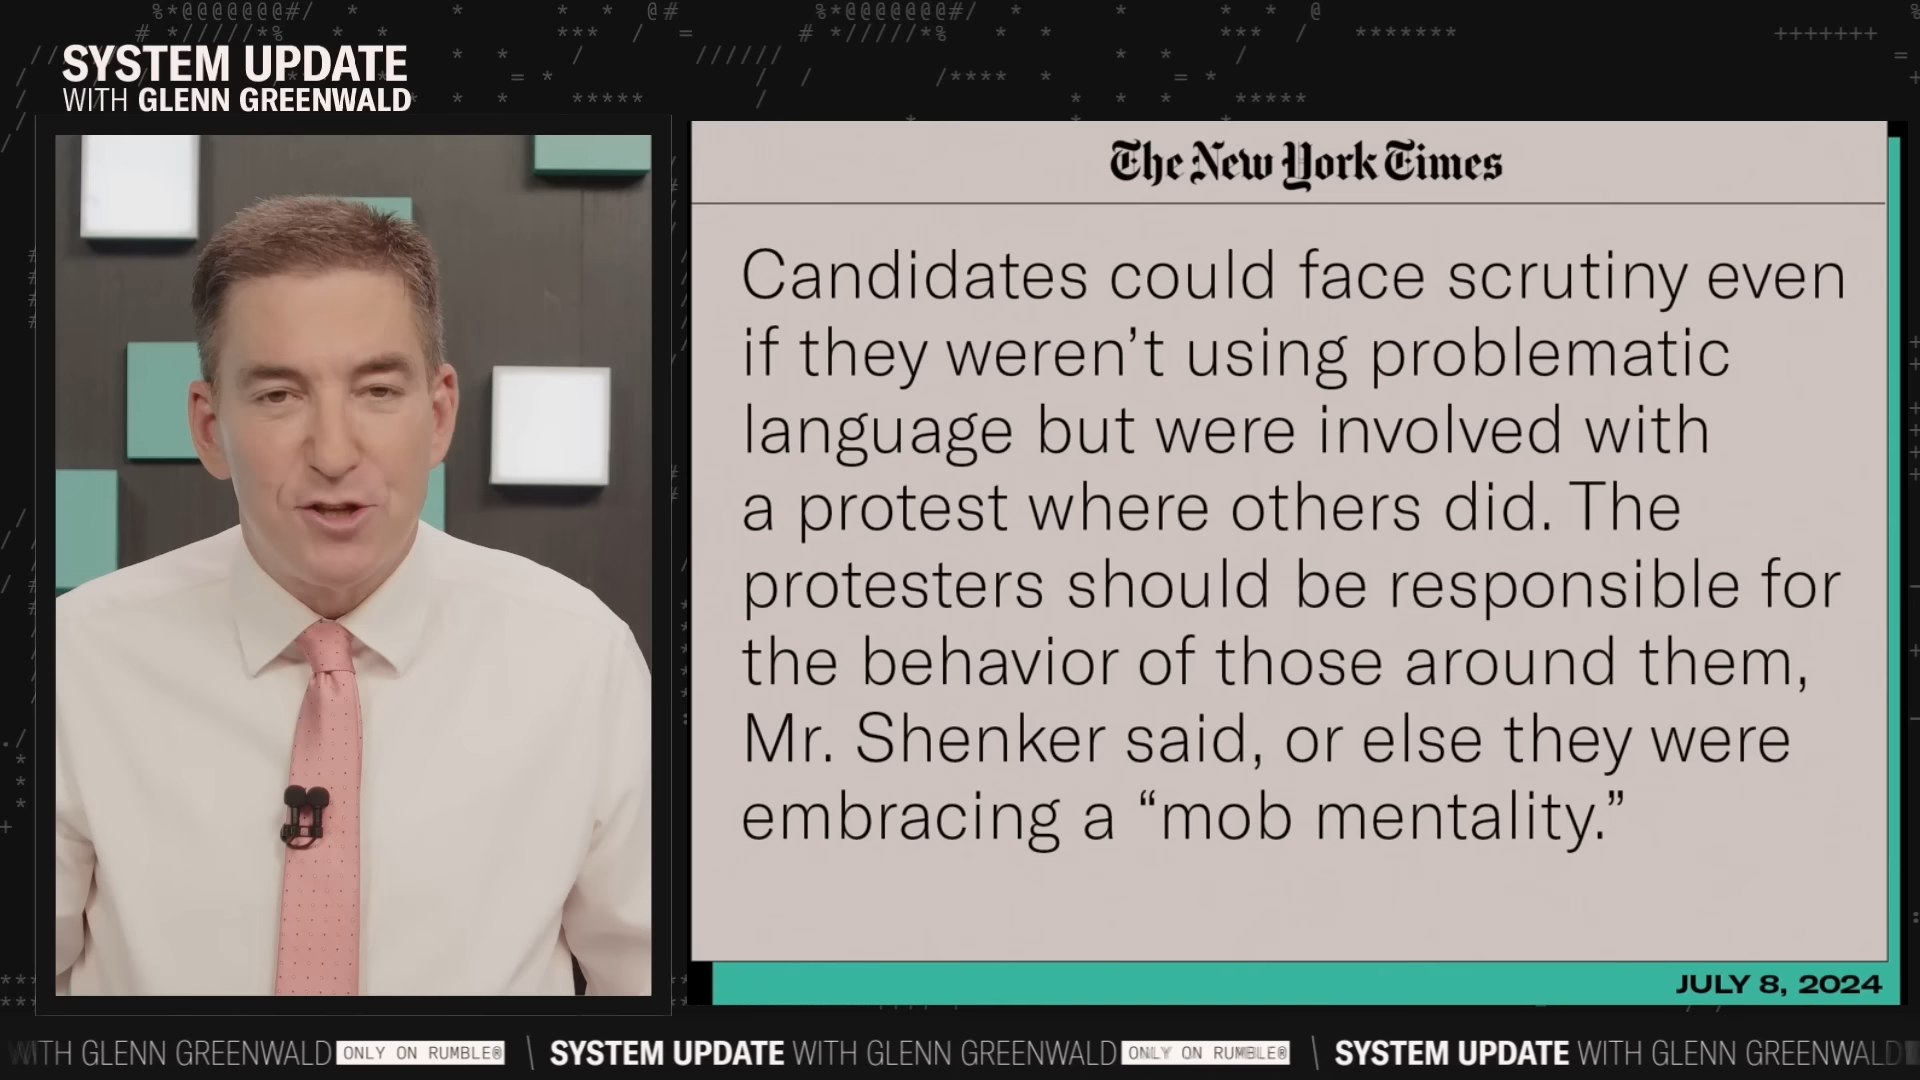 SYSTEM UPDATE
WITH GLENN GREENWALD
The New York Times
Candidates could face scrutiny even
if they weren’t using problematic
language but were involved with
a protest where others did. The
protesters should be responsible for
the behavior of those around them,
Mr. Shenker said, or else they were
embracing a “mob mentality.”
JULY 8, 2024
WITH GLENN GREENWALD ONLY ON RUMBLE® \ SYSTEM UPDATE WITH GLENN GREENWALD ONLY ON RUMBLE® \ SYSTEM UPDATE WITH GLENN GREENWALD